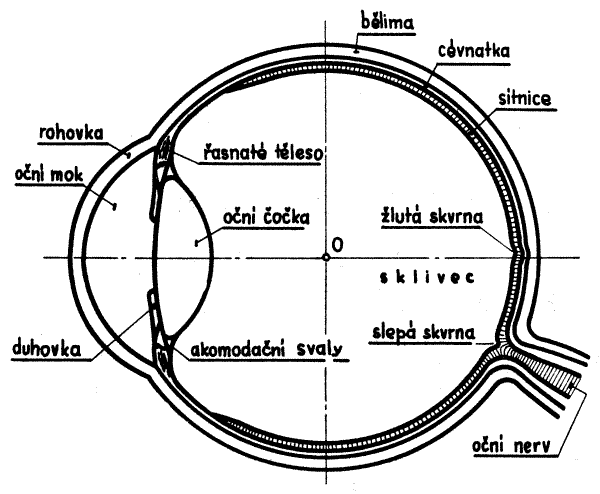 bělima
cévnatka
sítnice
rohovka
řasnaté těleso
oční mok
oční čočka
žlutá skvrna
O
sklivec
slepá skvrna
duhovka
akomodační svaly
oční nerv